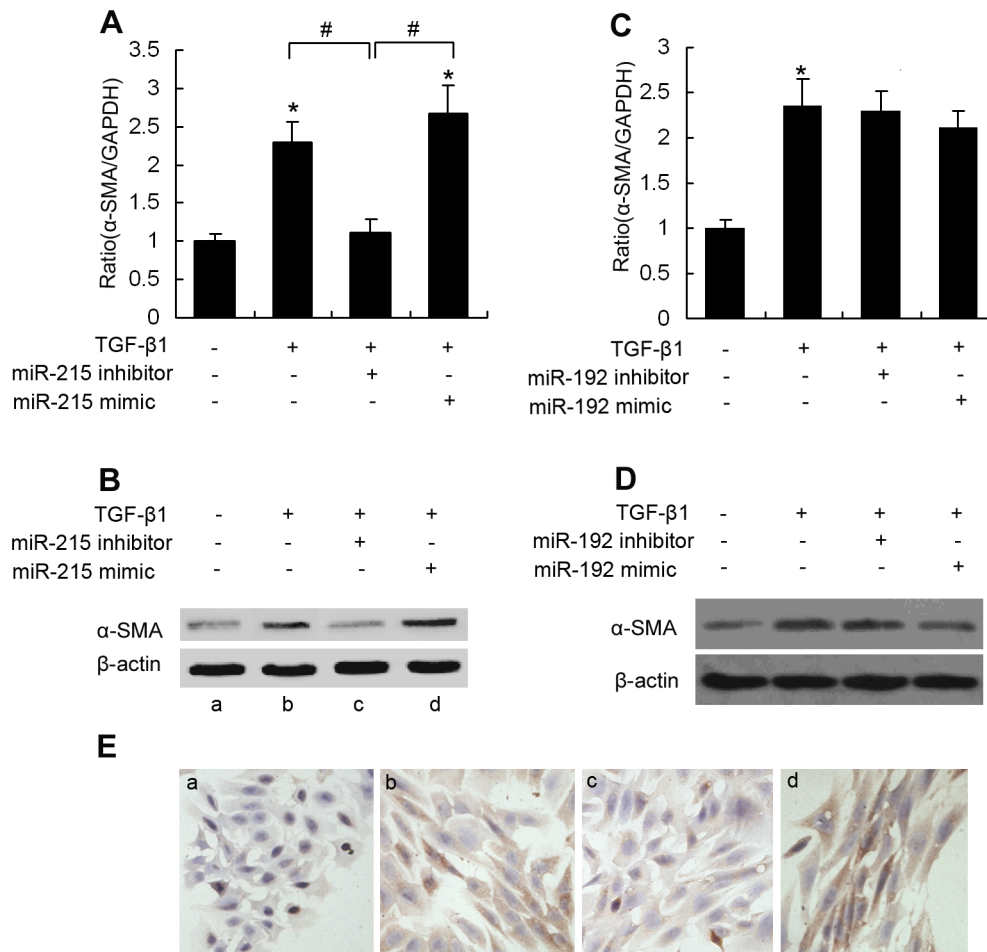 A
Ratio(α-SMA/GAPDH)
3.5
3
2.5
2
1.5
1
0.5
0
# #
* *
TGF-β1 - + + +
miR-215 inhibitor - - + -
miR-215 mimic - - - +
C
Ratio(α-SMA/GAPDH)
3
2.5
2
1
0.5
0
*
TGF-β1 - + + +
miR-192 inhibitor - - + -
miR-192 mimic - - - +
B
TGF-β1 - + + +
miR-215 inhibitor - - + -
miR-215 mimic - - - +
α-SMA
β-actin
a b c d
D
TGF-β1 - + + +
miR-192 inhibitor - - + -
miR-192 mimic - - - +
α-SMA
β-actin
E
a b c d